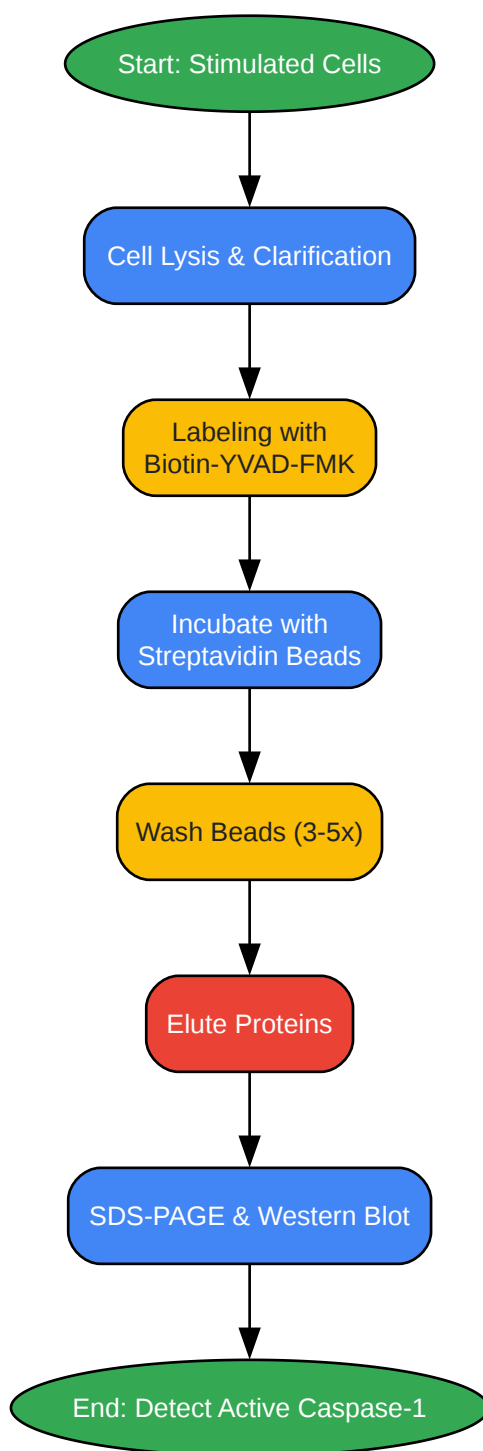 Start: Stimulated Cells
Cell Lysis & Clarification
Labeling with
Biotin-YVAD-FMK
Incubate with
Streptavidin Beads
Wash Beads (3-5x)
Elute Proteins
SDS-PAGE & Western Blot
End: Detect Active Caspase-1